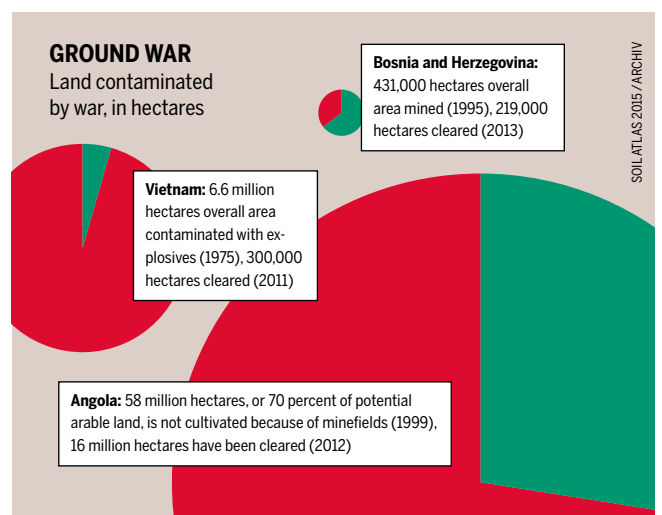 GROUND WAR
Land contaminated
by war, in hectares
Bosnia and Herzegovina:
431,000 hectares overall
area mined (1995), 219,000
hectares cleared (2013)
SOIL ATLAS 2015 / ARCHIV
Vietnam: 6.6 million
hectares overall area
contaminated with ex-
plosives (1975), 300,000
hectares cleared (2011)
Angola: 58 million hectares, or 70 percent of potential
arable land, is not cultivated because of minefields (1999),
16 million hectares have been cleared (2012)